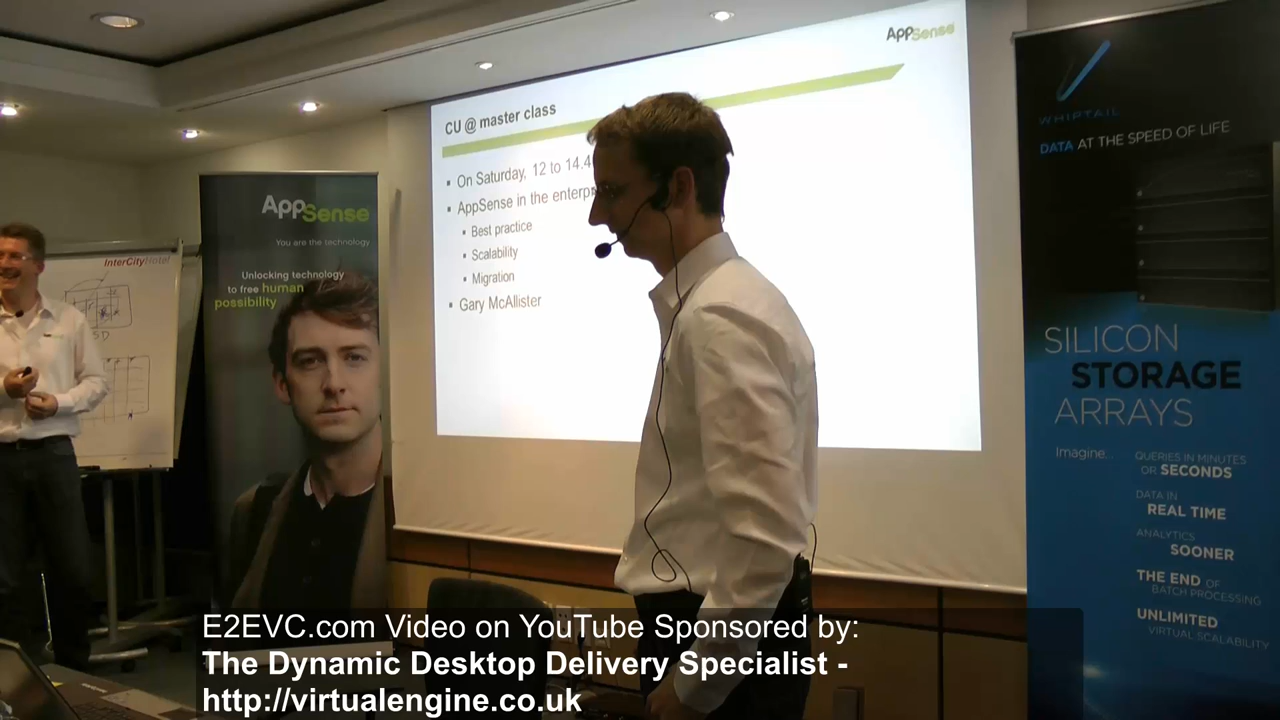 AppSense
CU @ master class
On Saturday, 12 to 14.4
AppSense in the enterp
Best practice
Scalability
Migration
Gary McAllister
AppSense
You are the technology
Unlocking technology
to free human
possibility
InterCityHotel
SD
WHIPTAIL
DATA AT THE SPEED OF LIFE
SILICON
STORAGE
ARRAYS
Imagine...
QUERIES IN MINUTES
OR SECONDS
DATA IN
REAL TIME
ANALYTICS
SOONER
THE END OF
BATCH PROCESSING
UNLIMITED
VIRTUAL SCALABILITY
E2EVC.com Video on YouTube Sponsored by:
The Dynamic Desktop Delivery Specialist -
http://virtualengine.co.uk